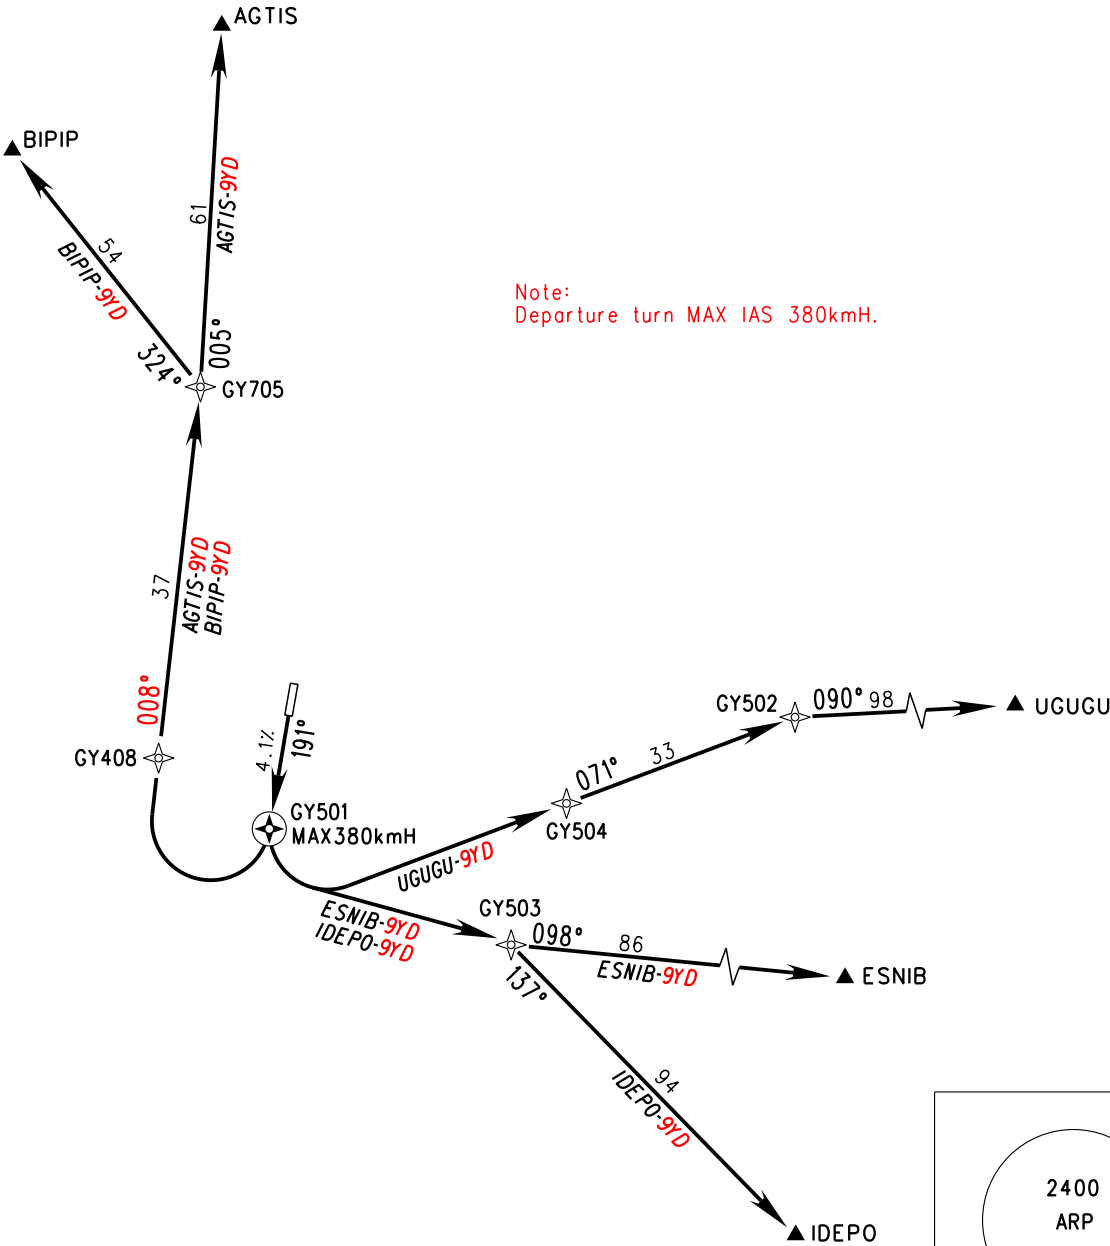 AGTIS
BIPIP
61
AGTIS-9YD
54
BIPIP-9YD
Note:
Departure turn MAX IAS 380kmH.
324°
005°
GY705
37
AGTIS-9YD
BIPIP-9YD
008°
GY408
4.1%
191°
GY501
MAX380kmH
GY502
090°
98
UGUGU
071°
33
GY504
UGUGU-9YD
ESNIB-9YD
IDEPO-9YD
GY503
098°
86
ESNIB-9YD
ESNIB
137°
94
IDEPO-9YD
IDEPO
2400
ARP